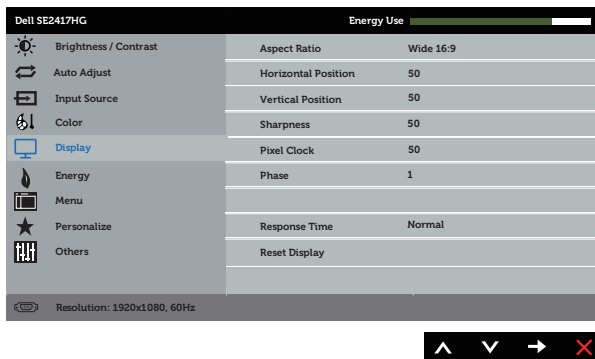 Dell SE2417HG Energy Use
Brightness / Contrast Aspect Ratio Wide 16:9
Auto Adjust Horizontal Position 50
Input Source Vertical Position 50
Color Sharpness 50
Display Pixel Clock 50
Energy Phase 1
Menu
Personalize Response Time Normal
Others Reset Display
Resolution: 1920x1080, 60Hz